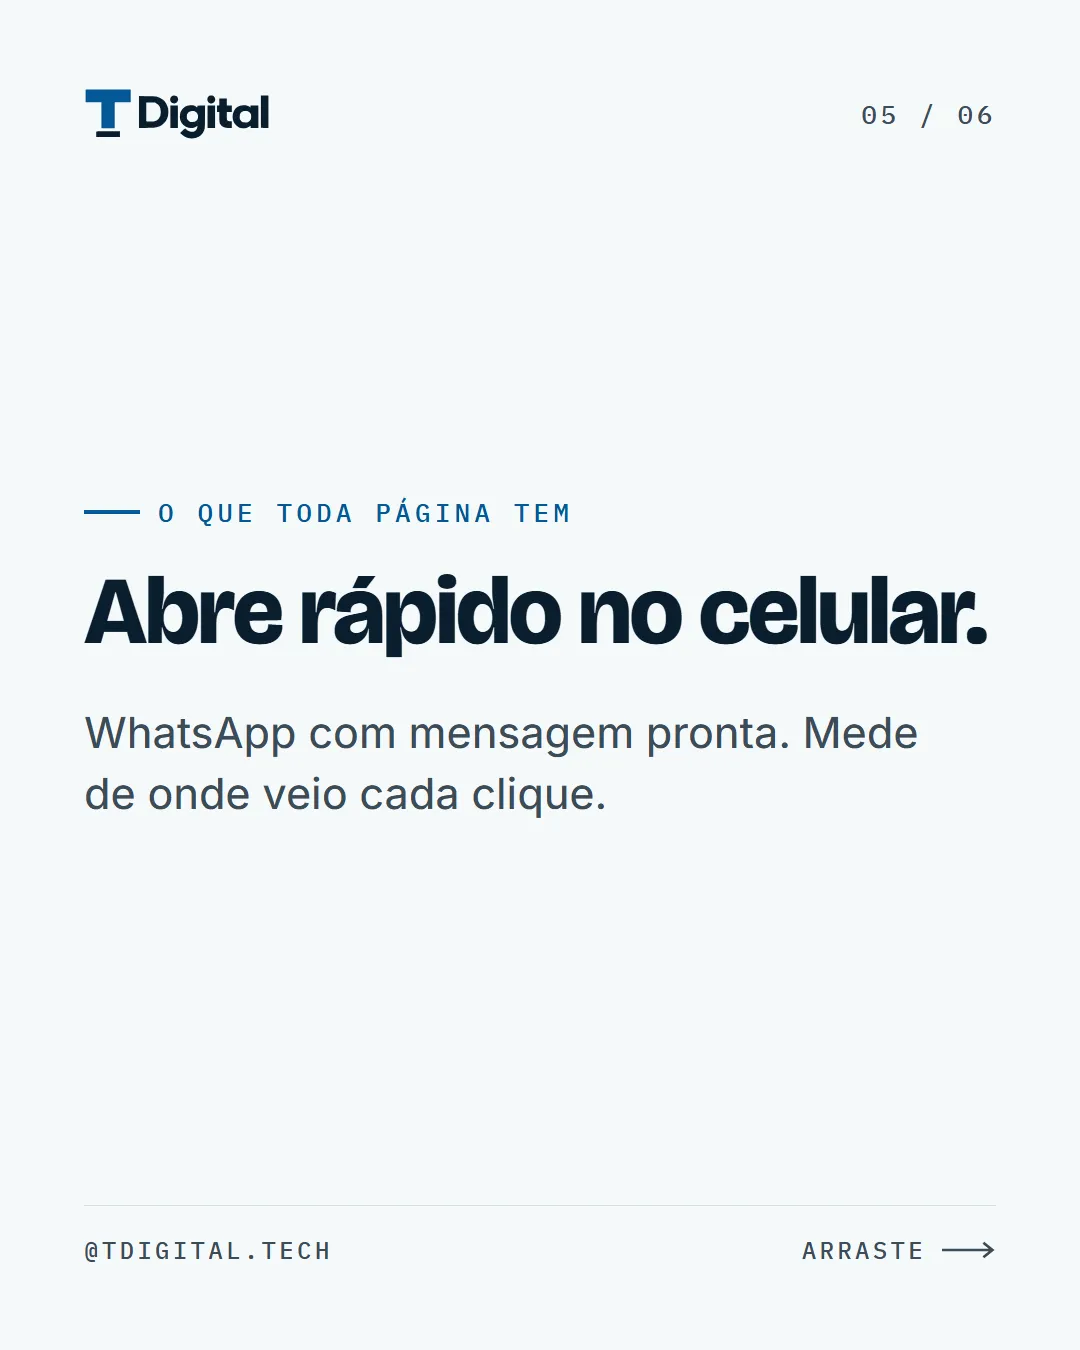 TDigital
05 / 06
O QUE TODA PÁGINA TEM
Abre rápido no celular.
WhatsApp com mensagem pronta. Mede
de onde veio cada clique.
@TDIGITAL.TECH
ARRASTE